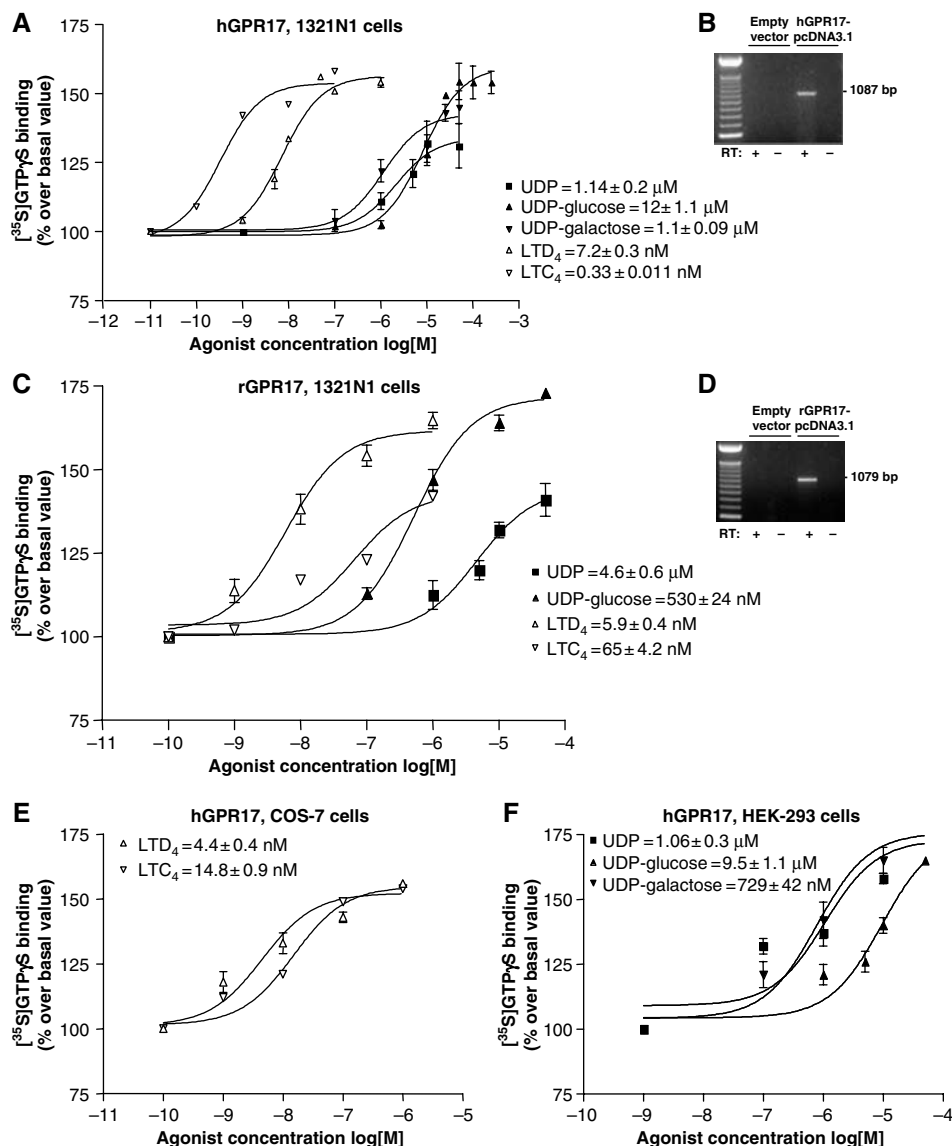 A
hGPR17, 1321N1 cells
[³⁵S]GTPγS binding
(% over basal value)
175
150
125
100
75
−11 −10 −9 −8 −7 −6 −5 −4 −3
−12
Agonist concentration log[M]
UDP=1.14±0.2 μM
UDP-glucose=12±1.1 μM
UDP-galactose=1.1±0.09 μM
LTD₄=7.2±0.3 nM
LTC₄=0.33±0.011 nM
B
Empty vector
hGPR17-pcDNA3.1
1087 bp
RT: + − + −
C
rGPR17, 1321N1 cells
[³⁵S]GTPγS binding
(% over basal value)
175
150
125
100
75
−11 −10 −9 −8 −7 −6 −5 −4
Agonist concentration log[M]
UDP=4.6±0.6 μM
UDP-glucose=530±24 nM
LTD₄=5.9±0.4 nM
LTC₄=65±4.2 nM
D
Empty vector
rGPR17-pcDNA3.1
1079 bp
RT: + − + −
E
hGPR17, COS-7 cells
[³⁵S]GTPγS binding
(% over basal value)
175
150
125
100
75
LTD₄=4.4±0.4 nM
LTC₄=14.8±0.9 nM
−11 −10 −9 −8 −7 −6 −5
Agonist concentration log[M]
F
hGPR17, HEK-293 cells
[³⁵S]GTPγS binding
(% over basal value)
175
150
125
100
75
UDP=1.06±0.3 μM
UDP-glucose=9.5±1.1 μM
UDP-galactose=729±42 nM
−10 −9 −8 −7 −6 −5 −4
Agonist concentration log[M]